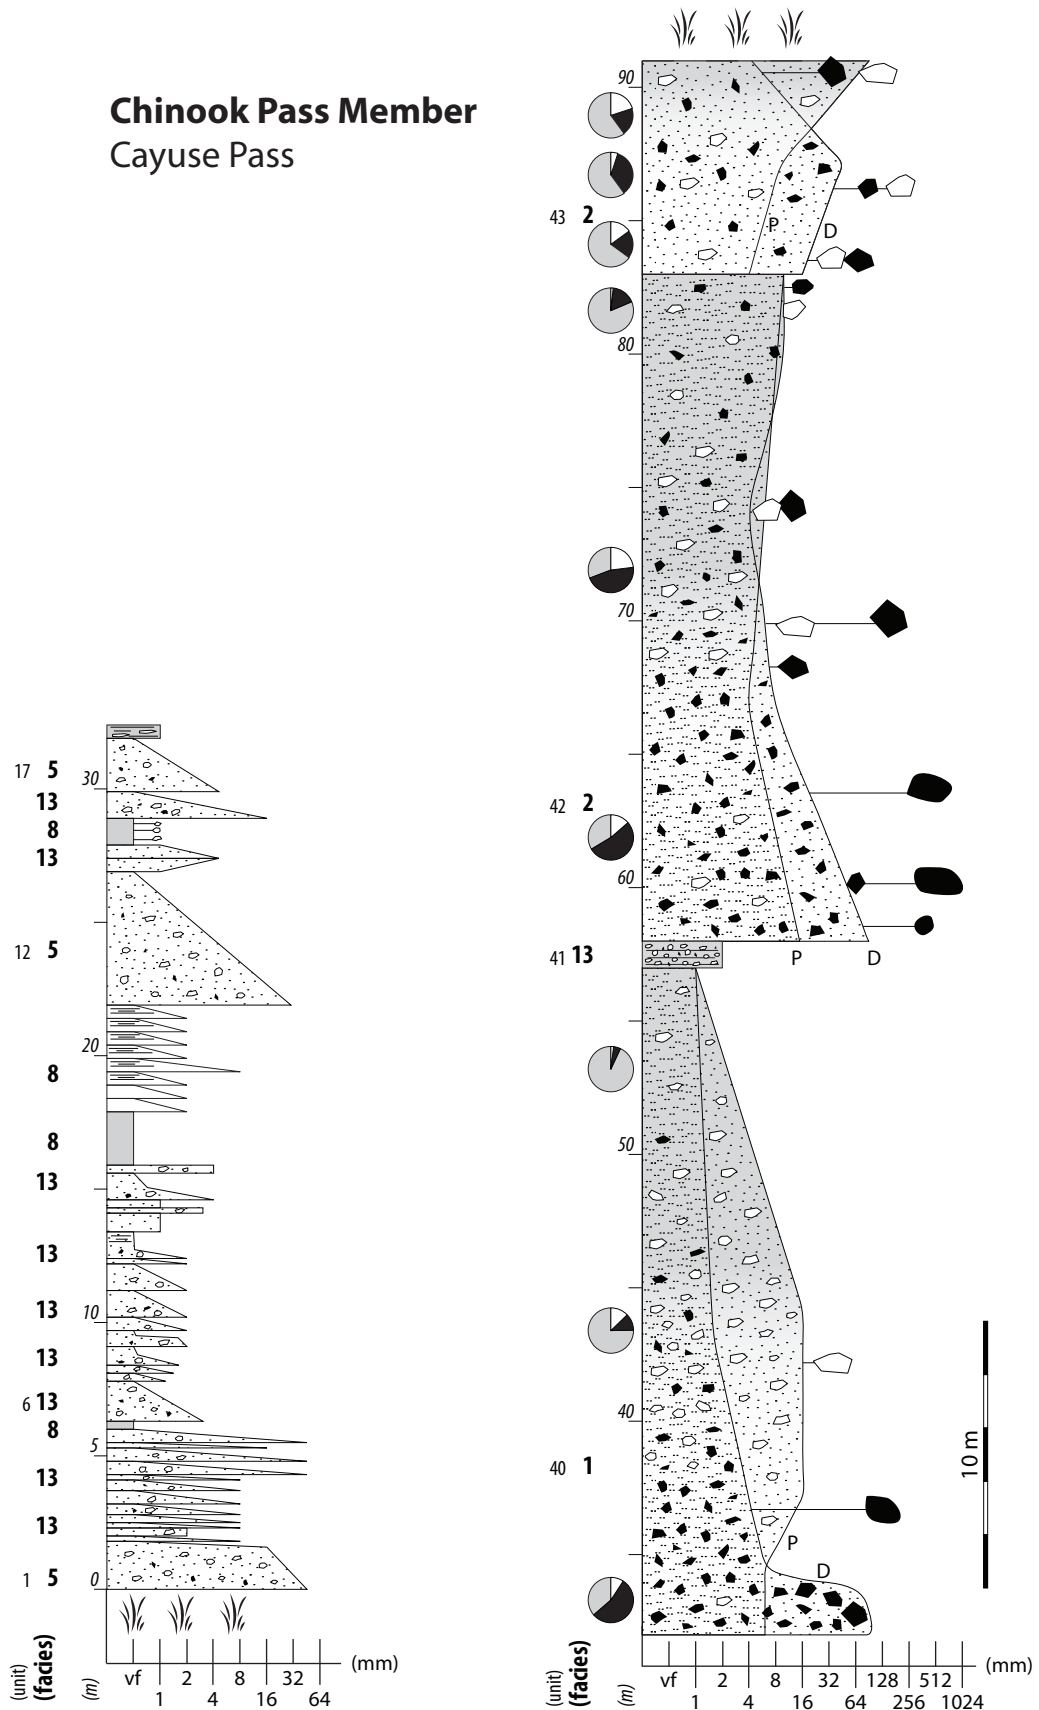 Chinook Pass Member
Cayuse Pass
17 5
30
13
8
13
12 5
20
8
8
13
13
13
10
13
6 13
8
5
13
13
1 5
0
(unit)
(facies)
(m)
vf 2 8 32 (mm)
1 4 16 64
90
43 2
P D
80
70
42 2
60
41 13
P D
50
40
40 1
10 m
P
D
(unit)
(facies)
(m)
vf 2 8 32 128 512 (mm)
1 4 16 64 256 1024